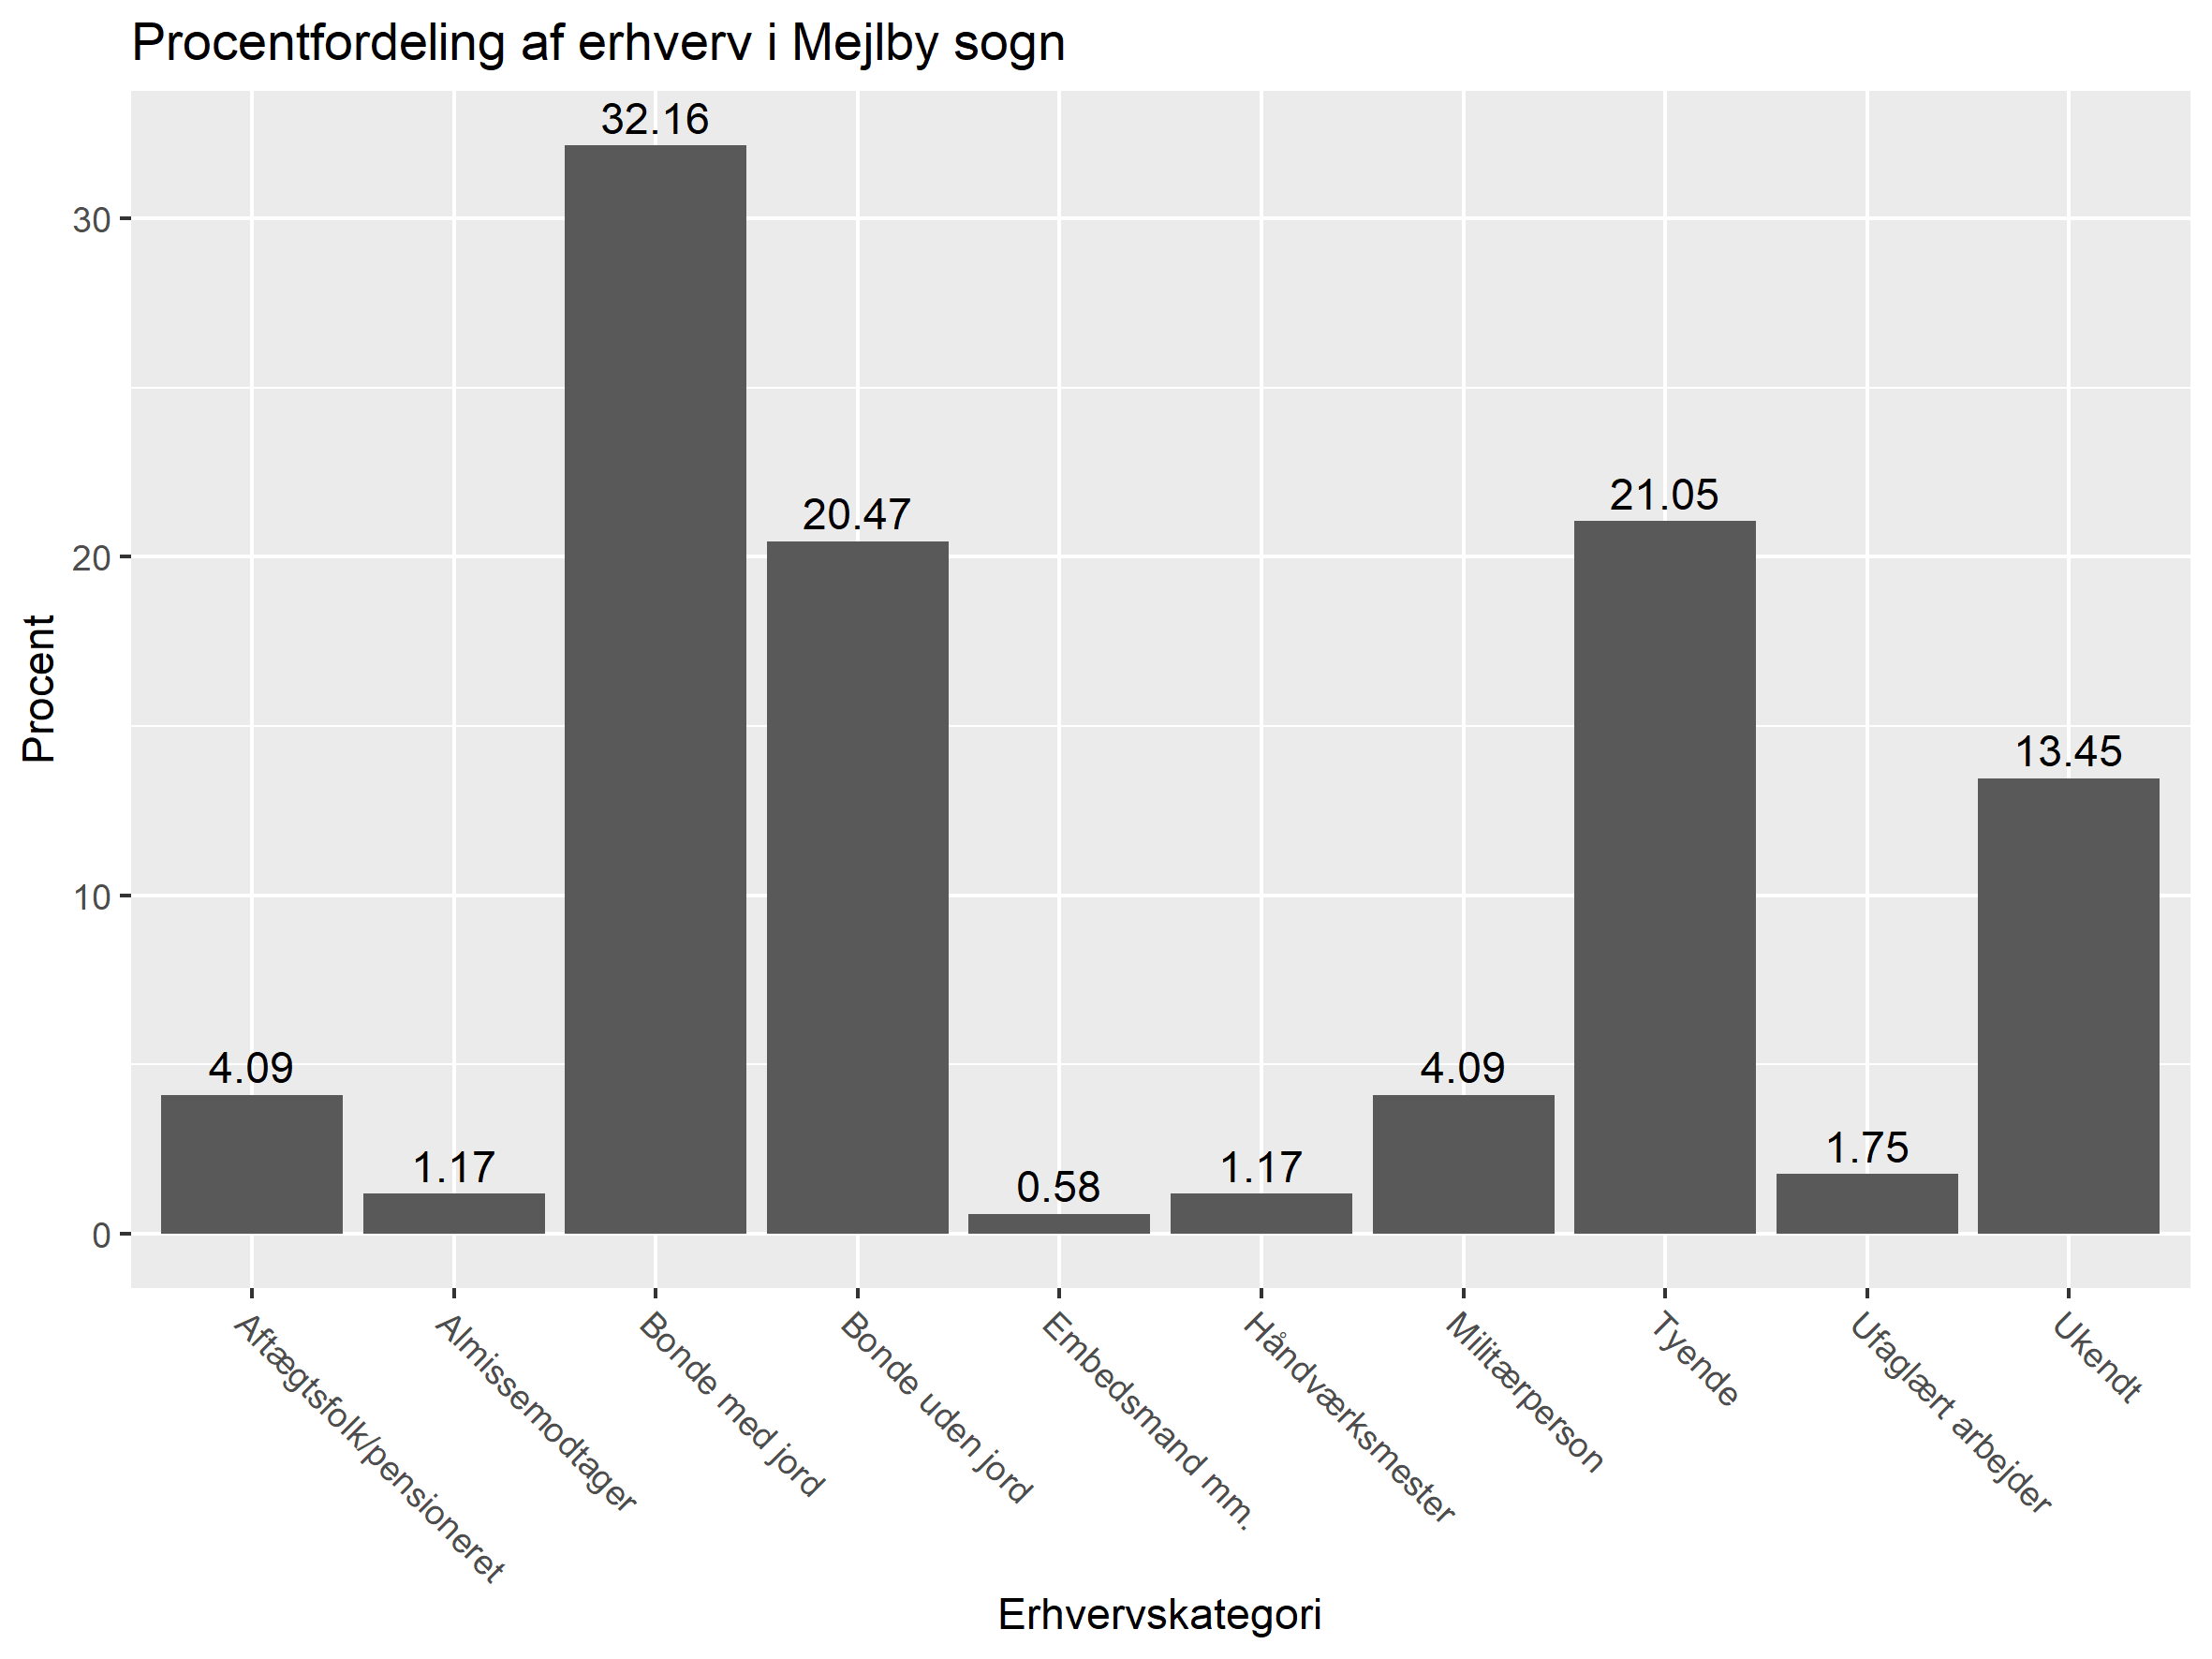 Procentfordeling af erhverv i Mejlby sogn
Procent
30
20
10
0
4.09
1.17
32.16
20.47
0.58
1.17
4.09
21.05
1.75
13.45
Aftægtsfolk/pensioneret
Almissemodtager
Bonde med jord
Bonde uden jord
Embedsmand mm.
Håndværksmester
Militærperson
Tyende
Ufaglært arbejder
Ukendt
Erhvervskategori